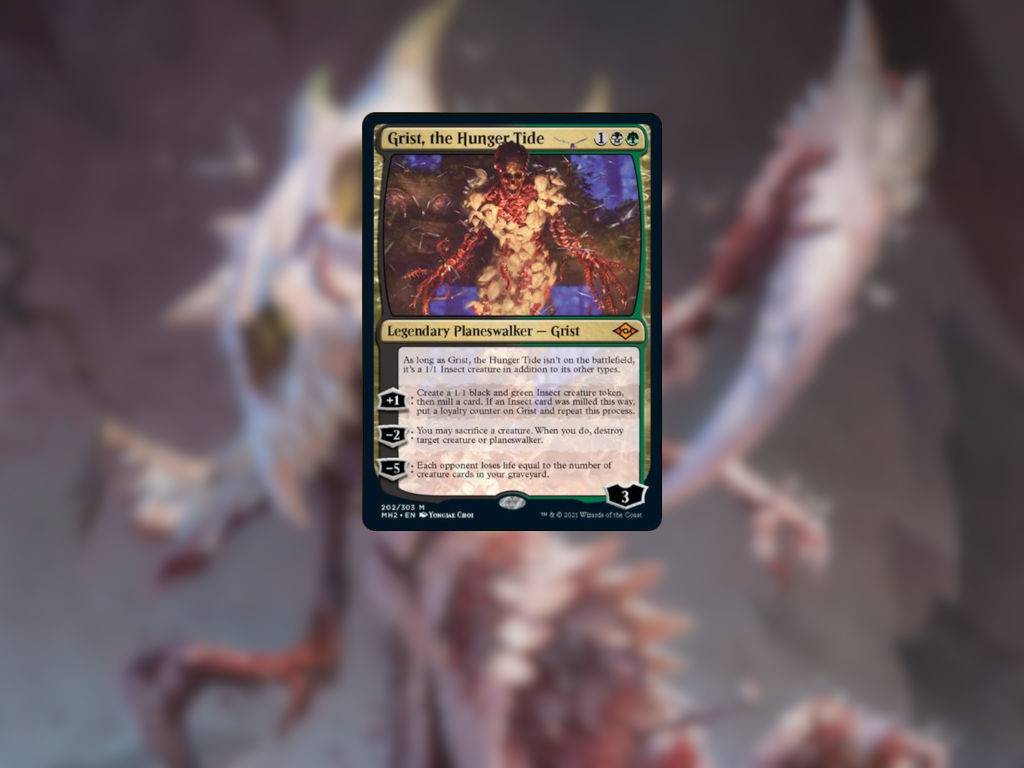 Grist, the Hunger Tide 1
Legendary Planeswalker — Grist
As long as Grist, the Hunger Tide isn't on the battlefield,
it's a 1/1 Insect creature in addition to its other types.
+1 : Create a 1/1 black and green Insect creature token,
then mill a card. If an Insect card was milled this way,
put a loyalty counter on Grist and repeat this process.
−2 : You may sacrifice a creature. When you do, destroy
target creature or planeswalker.
−5 : Each opponent loses life equal to the number of
creature cards in your graveyard.
3
202/303 M
MH2 • EN Yongjae Choi
™ & © 2021 Wizards of the Coast